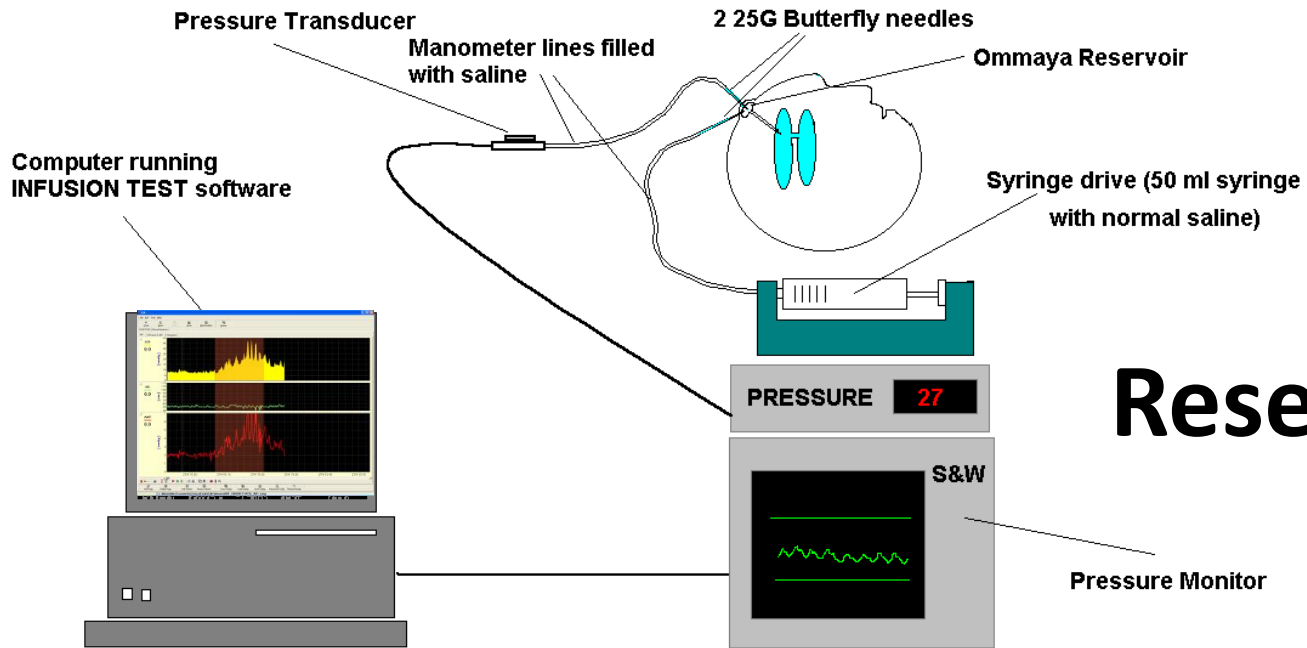 Pressure Transducer
2 25G Butterfly needles
Manometer lines filled
with saline
Ommaya Reservoir
Computer running
INFUSION TEST software
Syringe drive (50 ml syringe
with normal saline)
PRESSURE 27
Rese
S&W
Pressure Monitor